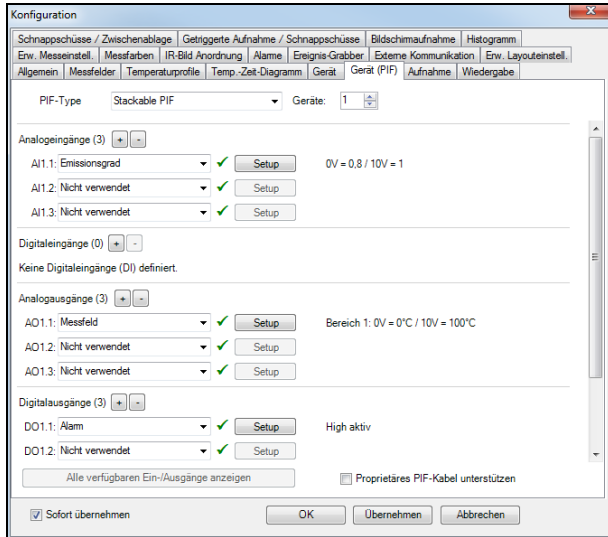 Konfiguration
Schnappschüsse / Zwischenablage Getriggerte Aufnahme / Schnappschüsse Bildschimaufnahme Histogramm
Erw. Messeinstell. Messfarben IR-Bild Anordnung Alarme Ereignis-Grabber Externe Kommunikation Erw. Layouteinstell.
Allgemein Messfelder Temperaturprofile Temp.-Zeit-Diagramm Gerät Gerät (PIF) Aufnahme Wiedergabe
PIF-Type Stackable PIF Geräte: 1
Analogeingänge (3) + -
AI1.1: Emissionsgrad Setup 0V = 0,8 / 10V = 1
AI1.2: Nicht verwendet Setup
AI1.3: Nicht verwendet Setup
Digitaleingänge (0) + -
Keine Digitaleingänge (DI) definiert.
Analogausgänge (3) + -
AO1.1: Messfeld Setup Bereich 1: 0V = 0°C / 10V = 100°C
AO1.2: Nicht verwendet Setup
AO1.3: Nicht verwendet Setup
Digitalausgänge (3) + -
DO1.1: Alarm Setup High aktiv
DO1.2: Nicht verwendet Setup
Alle verfügbaren Ein-/Ausgänge anzeigen Proprietäres PIF-Kabel unterstützen
Sofort übernehmen OK Übernehmen Abbrechen